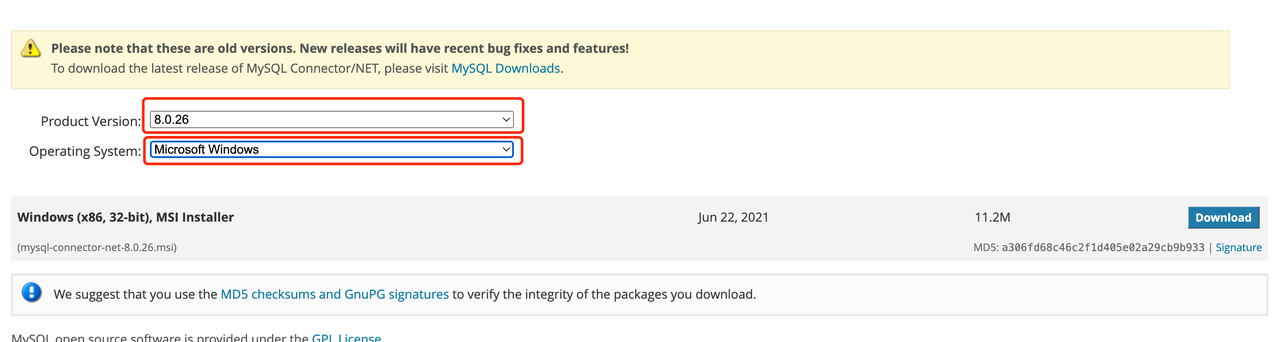 Please note that these are old versions. New releases will have recent bug fixes and features!
To download the latest release of MySQL Connector/NET, please visit MySQL Downloads.
Product Version: 8.0.26
Operating System: Microsoft Windows
Windows (x86, 32-bit), MSI Installer Jun 22, 2021 11.2M Download
(mysql-connector-net-8.0.26.msi) MD5: a306fd68c46c2f1d405e02a29cb9b933 | Signature
We suggest that you use the MD5 checksums and GnuPG signatures to verify the integrity of the packages you download.
MySQL open source software is provided under the GPL License